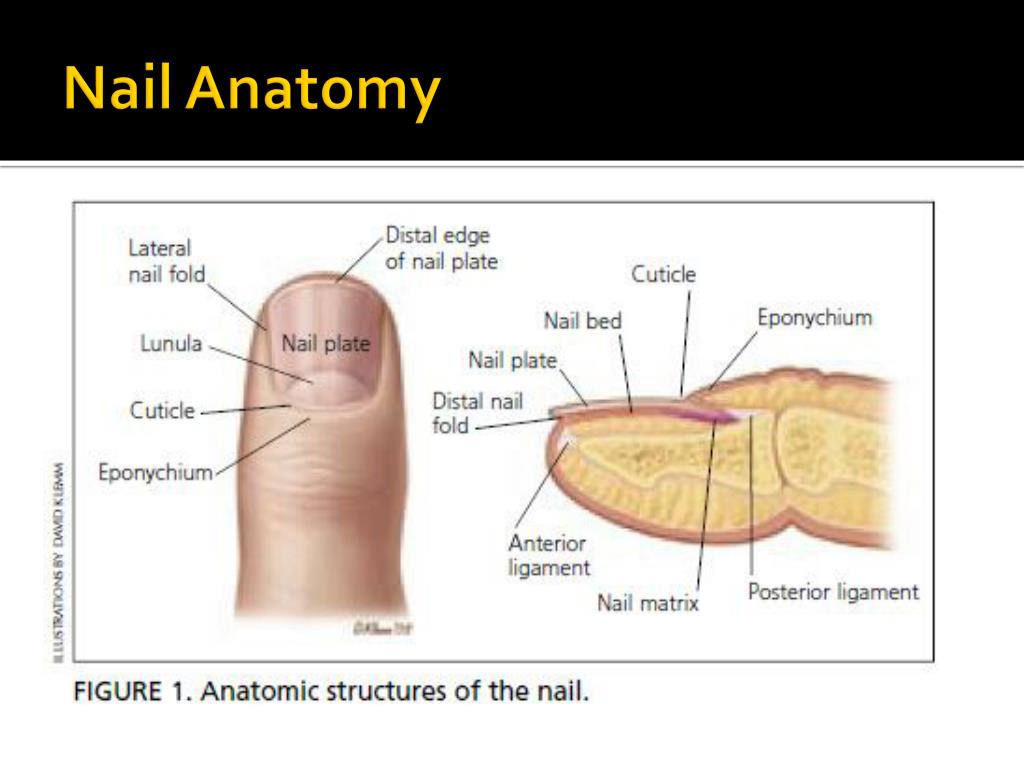 Nail Anatomy
Lateral
nail fold
Distal edge
of nail plate
Lunula
Nail plate
Cuticle
Eponychium
Cuticle
Nail bed
Eponychium
Nail plate
Distal nail
fold
Anterior
ligament
Nail matrix
Posterior ligament
ILLUSTRATIONS BY DAVID KLEMM
FIGURE 1. Anatomic structures of the nail.